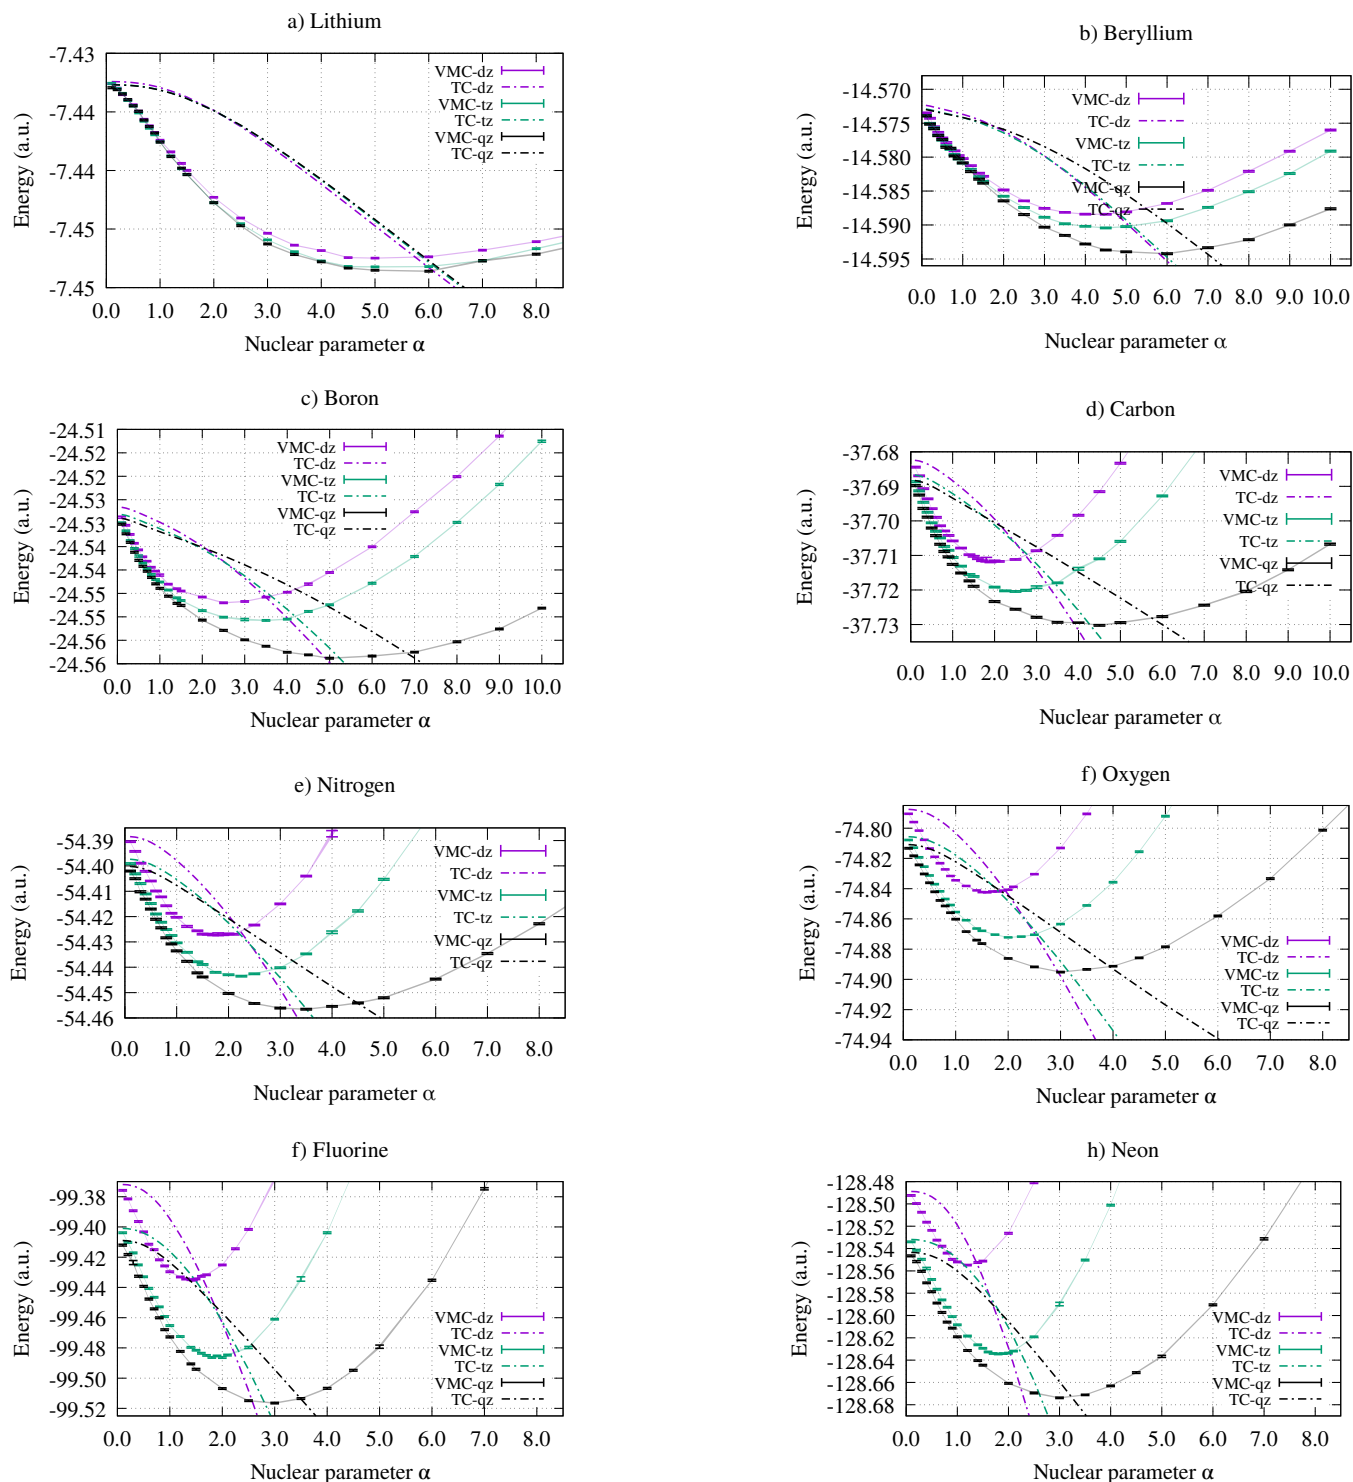 a) Lithium
-7.43
-7.44
-7.44
-7.45
-7.45
Energy (a.u.)
VMC-dz
TC-dz
VMC-tz
TC-tz
VMC-qz
TC-qz
0.0 1.0 2.0 3.0 4.0 5.0 6.0 7.0 8.0
Nuclear parameter α
b) Beryllium
-14.570
-14.575
-14.580
-14.585
-14.590
-14.595
Energy (a.u.)
VMC-dz
TC-dz
VMC-tz
TC-tz
VMC-qz
TC-qz
0.0 1.0 2.0 3.0 4.0 5.0 6.0 7.0 8.0 9.0 10.0
Nuclear parameter α
c) Boron
-24.51
-24.52
-24.52
-24.53
-24.53
-24.54
-24.54
-24.55
-24.55
-24.56
-24.56
Energy (a.u.)
VMC-dz
TC-dz
VMC-tz
TC-tz
VMC-qz
TC-qz
0.0 1.0 2.0 3.0 4.0 5.0 6.0 7.0 8.0 9.0 10.0
Nuclear parameter α
d) Carbon
-37.68
-37.69
-37.70
-37.71
-37.72
-37.73
Energy (a.u.)
VMC-dz
TC-dz
VMC-tz
TC-tz
VMC-qz
TC-qz
0.0 1.0 2.0 3.0 4.0 5.0 6.0 7.0 8.0 9.0 10.0
Nuclear parameter α
e) Nitrogen
-54.39
-54.40
-54.41
-54.42
-54.43
-54.44
-54.45
-54.46
Energy (a.u.)
VMC-dz
TC-dz
VMC-tz
TC-tz
VMC-qz
TC-qz
0.0 1.0 2.0 3.0 4.0 5.0 6.0 7.0 8.0
Nuclear parameter α
f) Oxygen
-74.80
-74.82
-74.84
-74.86
-74.88
-74.90
-74.92
-74.94
Energy (a.u.)
VMC-dz
TC-dz
VMC-tz
TC-tz
VMC-qz
TC-qz
0.0 1.0 2.0 3.0 4.0 5.0 6.0 7.0 8.0
Nuclear parameter α
f) Fluorine
-99.38
-99.40
-99.42
-99.44
-99.46
-99.48
-99.50
-99.52
Energy (a.u.)
VMC-dz
TC-dz
VMC-tz
TC-tz
VMC-qz
TC-qz
0.0 1.0 2.0 3.0 4.0 5.0 6.0 7.0 8.0
Nuclear parameter α
h) Neon
-128.48
-128.50
-128.52
-128.54
-128.56
-128.58
-128.60
-128.62
-128.64
-128.66
-128.68
Energy (a.u.)
VMC-dz
TC-dz
VMC-tz
TC-tz
VMC-qz
TC-qz
0.0 1.0 2.0 3.0 4.0 5.0 6.0 7.0 8.0
Nuclear parameter α